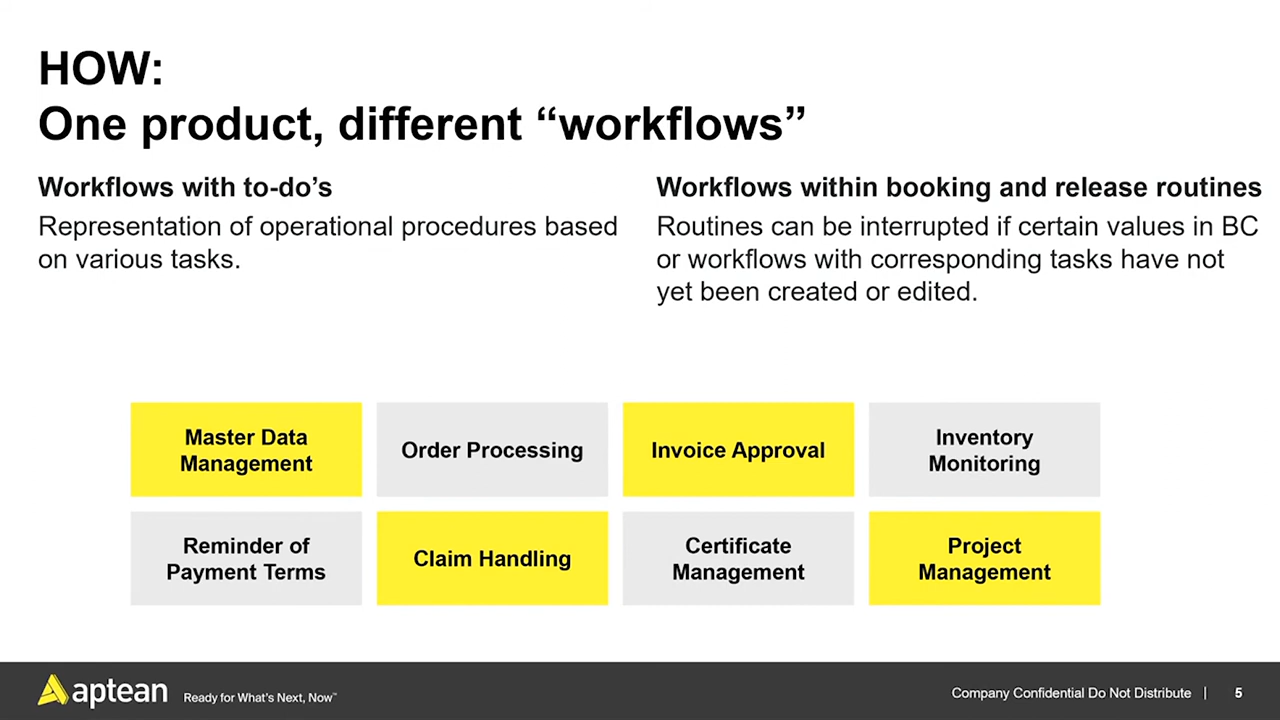 HOW:
One product, different “workflows”
Workflows with to-do’s
Representation of operational procedures based
on various tasks.
Workflows within booking and release routines
Routines can be interrupted if certain values in BC
or workflows with corresponding tasks have not
yet been created or edited.
Master Data
Management
Order Processing
Invoice Approval
Inventory
Monitoring
Reminder of
Payment Terms
Claim Handling
Certificate
Management
Project
Management
aptean
Ready for What’s Next, Now™
Company Confidential Do Not Distribute | 5